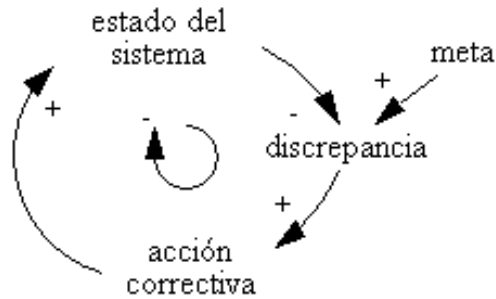 estado del
sistema
meta
+
+
-
-
discrepancia
+
acción
correctiva